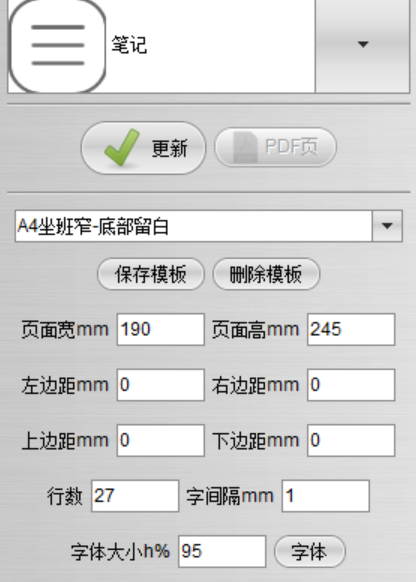 笔记
更新 PDF页
A4坐班窄-底部留白
保存模板 删除模板
页面宽mm 190 页面高mm 245
左边距mm 0 右边距mm 0
上边距mm 0 下边距mm 0
行数 27 字间隔mm 1
字体大小h% 95 字体